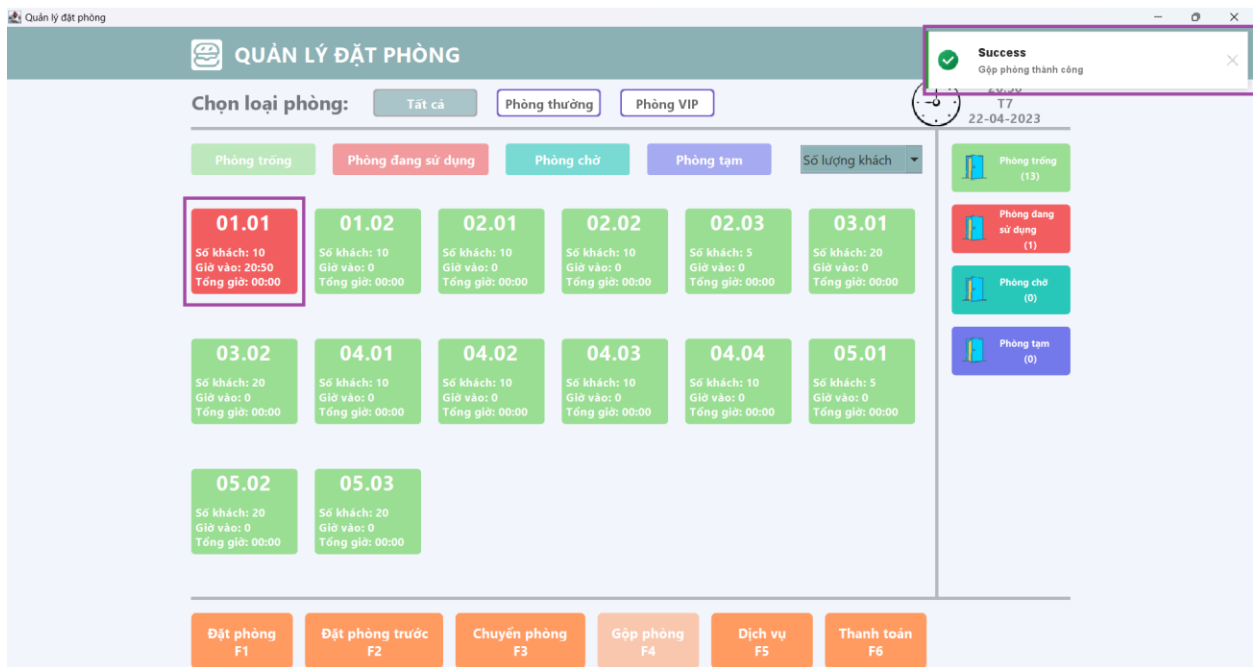 Quản lý đặt phòng
QUẢN LÝ ĐẶT PHÒNG
Success
Gộp phòng thành công
Chọn loại phòng:
Tất cả
Phòng thường
Phòng VIP
T7
22-04-2023
Phòng trống
Phòng đang sử dụng
Phòng chờ
Phòng tạm
Số lượng khách
01.01
Số khách: 10
Giờ vào: 20:50
Tổng giờ: 00:00
01.02
Số khách: 10
Giờ vào: 0
Tổng giờ: 00:00
02.01
Số khách: 10
Giờ vào: 0
Tổng giờ: 00:00
02.02
Số khách: 10
Giờ vào: 0
Tổng giờ: 00:00
02.03
Số khách: 5
Giờ vào: 0
Tổng giờ: 00:00
03.01
Số khách: 20
Giờ vào: 0
Tổng giờ: 00:00
03.02
Số khách: 20
Giờ vào: 0
Tổng giờ: 00:00
04.01
Số khách: 10
Giờ vào: 0
Tổng giờ: 00:00
04.02
Số khách: 10
Giờ vào: 0
Tổng giờ: 00:00
04.03
Số khách: 10
Giờ vào: 0
Tổng giờ: 00:00
04.04
Số khách: 10
Giờ vào: 0
Tổng giờ: 00:00
05.01
Số khách: 5
Giờ vào: 0
Tổng giờ: 00:00
05.02
Số khách: 20
Giờ vào: 0
Tổng giờ: 00:00
05.03
Số khách: 20
Giờ vào: 0
Tổng giờ: 00:00
Phòng trống
(13)
Phòng đang
sử dụng
(1)
Phòng chờ
(0)
Phòng tạm
(0)
Đặt phòng
F1
Đặt phòng trước
F2
Chuyển phòng
F3
Gộp phòng
F4
Dịch vụ
F5
Thanh toán
F6